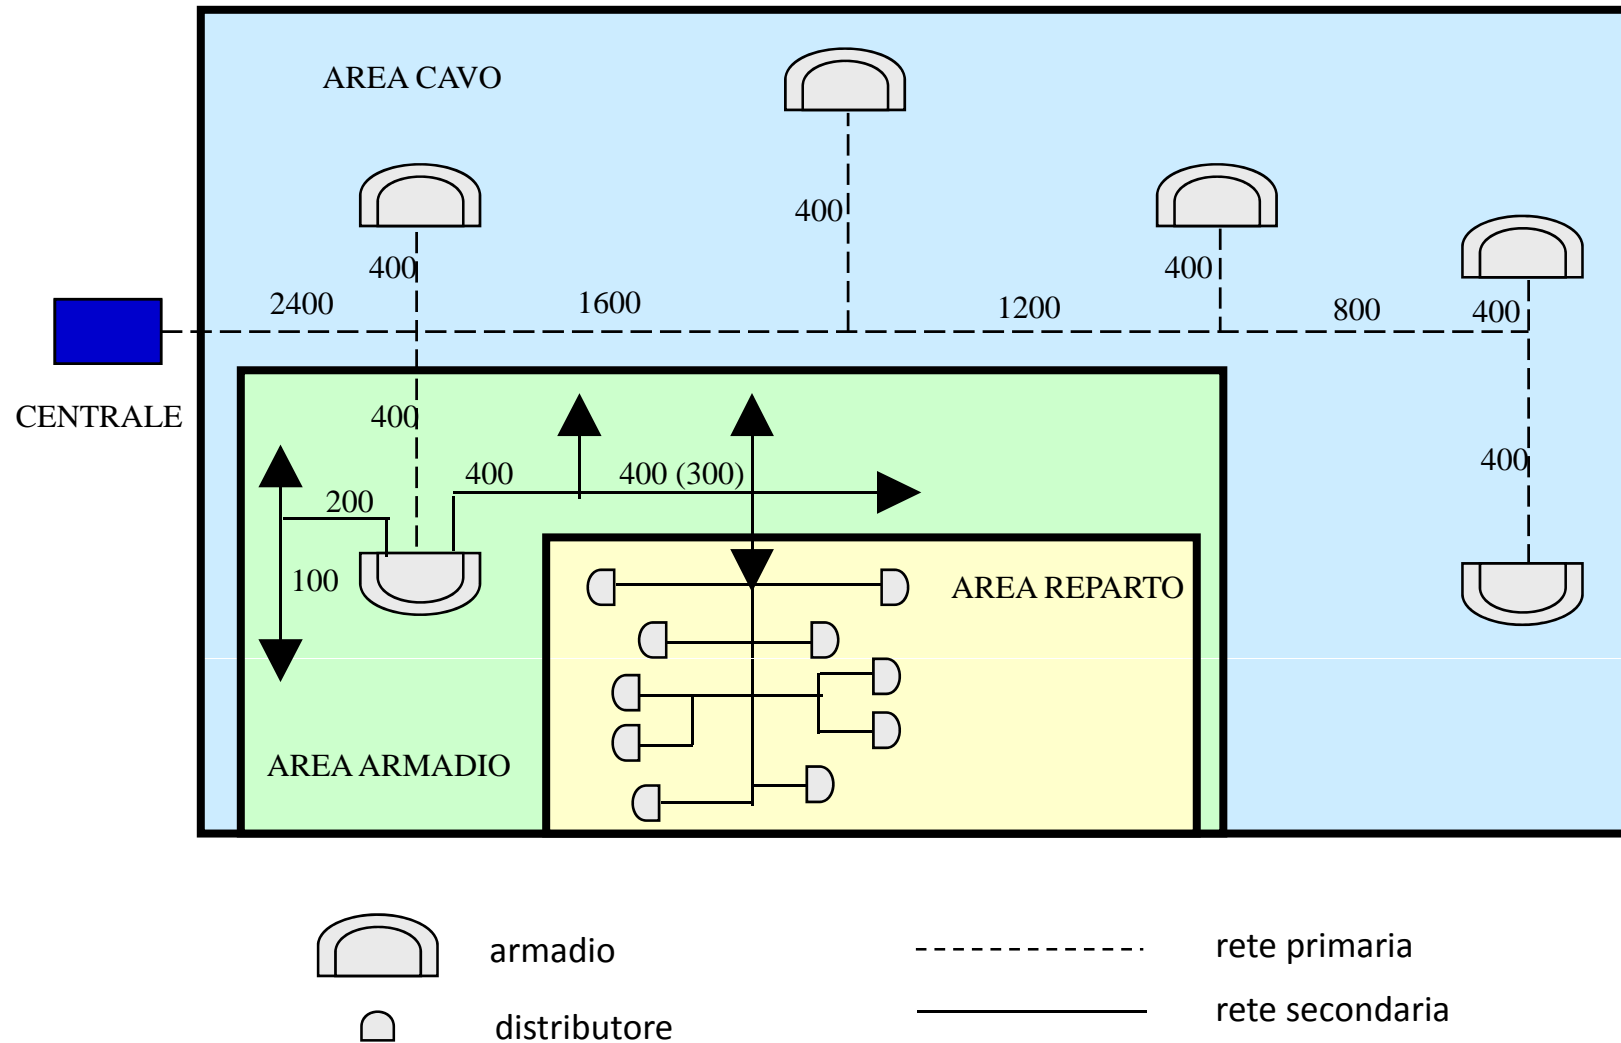 AREA CAVO
400
400
400
2400
1600
1200
800
400
CENTRALE
400
400
400 (300)
400
200
100
AREA REPARTO
AREA ARMADIO
armadio
rete primaria
distributore
rete secondaria